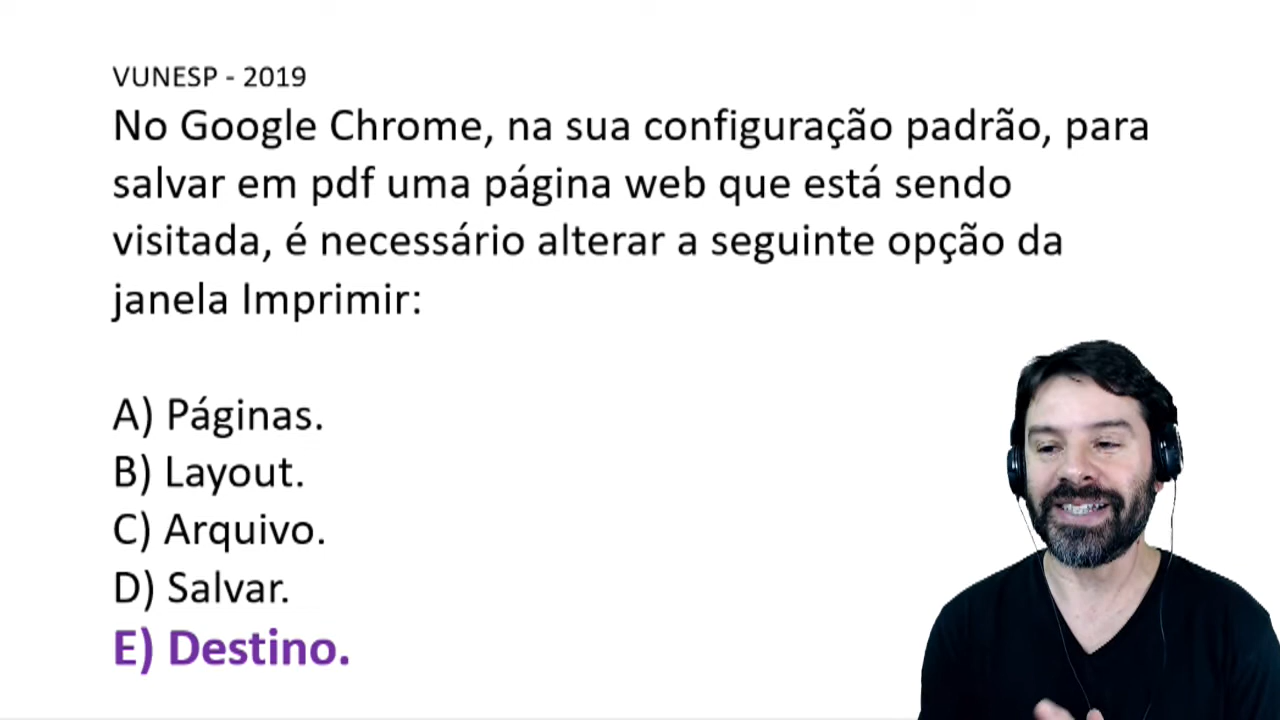 VUNESP - 2019
No Google Chrome, na sua configuração padrão, para
salvar em pdf uma página web que está sendo
visitada, é necessário alterar a seguinte opção da
janela Imprimir:
A) Páginas.
B) Layout.
C) Arquivo.
D) Salvar.
E) Destino.